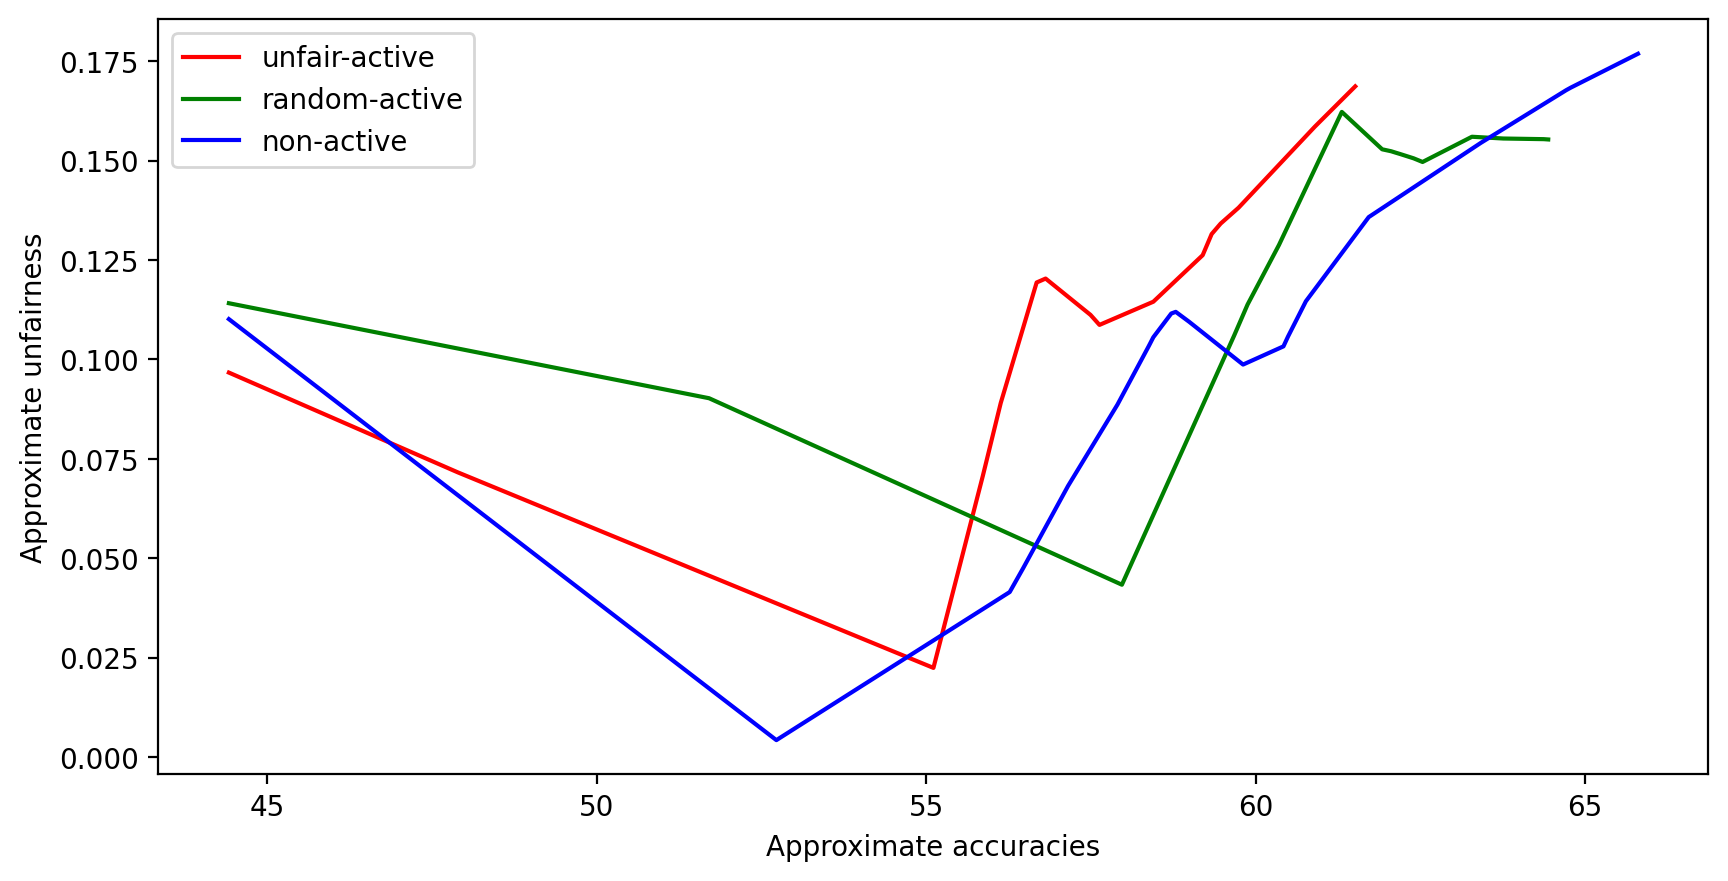 unfair-active
random-active
non-active
0.175
0.150
0.125
0.100
0.075
0.050
0.025
0.000
Approximate unfairness
45
50
55
60
65
Approximate accuracies